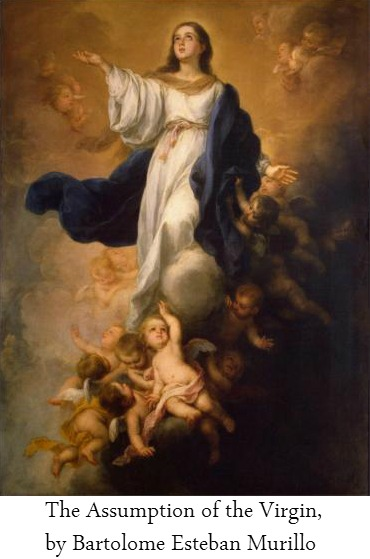 The Assumption of the Virgin,
by Bartolome Esteban Murillo